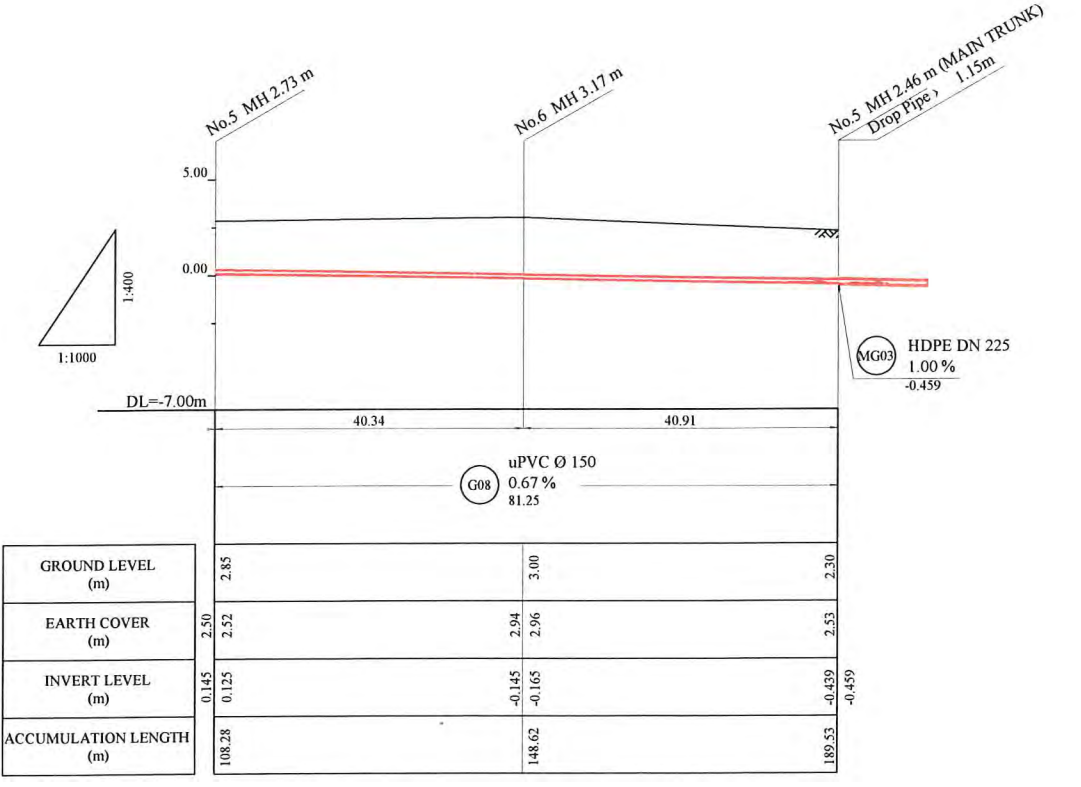 No.5 MH 2.73 m
No.6 MH 3.17 m
No.5 MH 2.46 m (MAIN TRUNK)
Drop Pipe > 1.15m
5.00
0.00
1:400
1:1000
MG03
HDPE DN 225
1.00 %
-0.459
DL=-7.00m
40.34
40.91
G08
uPVC Ø 150
0.67 %
81.25
GROUND LEVEL
(m)
2.85
3.00
2.30
EARTH COVER
(m)
2.50
2.52
2.94
2.96
2.53
INVERT LEVEL
(m)
0.145
0.125
-0.145
-0.165
-0.439
-0.459
ACCUMULATION LENGTH
(m)
108.28
148.62
189.53